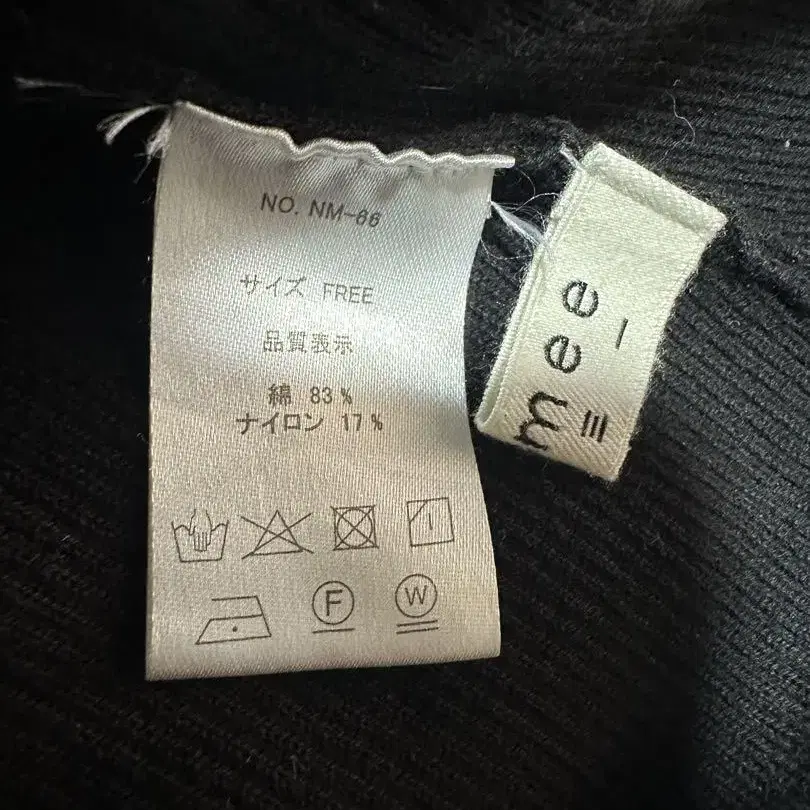 NO. NM-66
サイズ FREE
品質表示
綿 83 %
ナイロン 17 %
F
W
mee